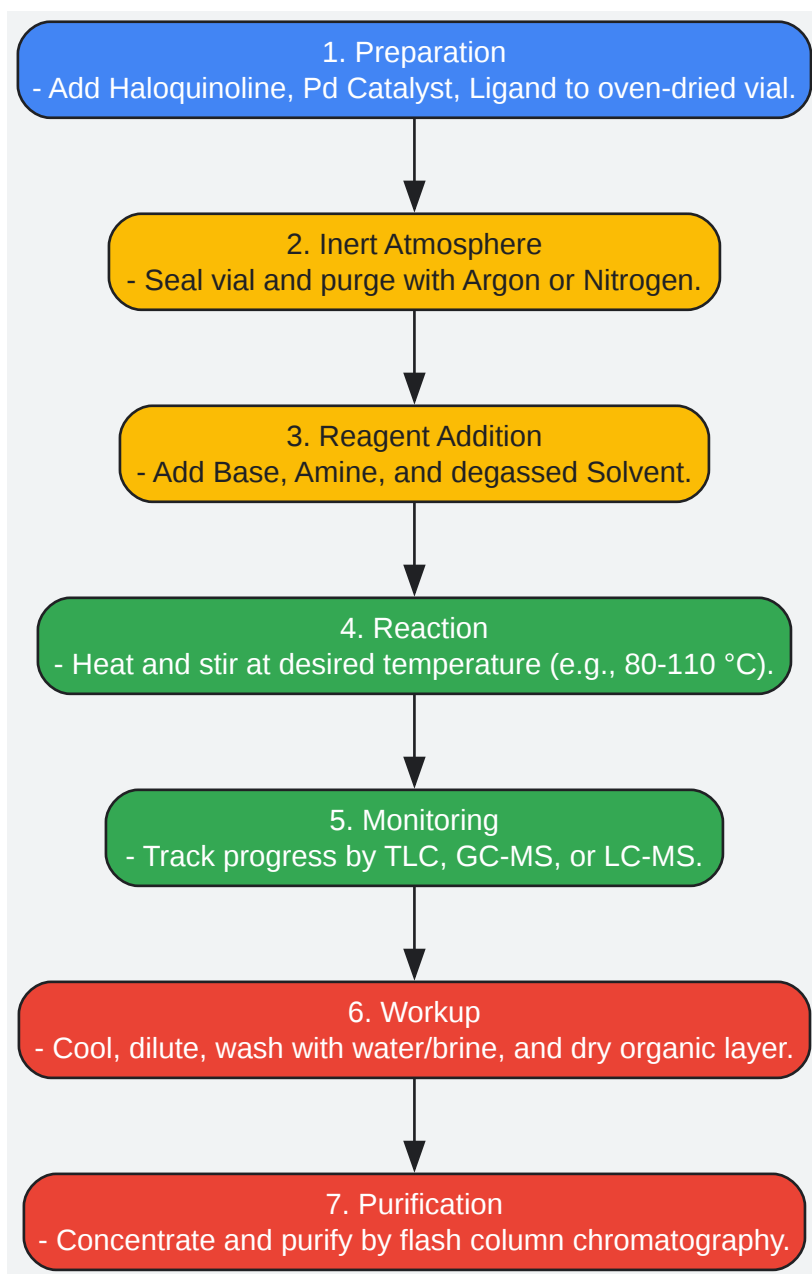 1. Preparation
- Add Haloquinoline, Pd Catalyst, Ligand to oven-dried vial.
2. Inert Atmosphere
- Seal vial and purge with Argon or Nitrogen.
3. Reagent Addition
- Add Base, Amine, and degassed Solvent.
4. Reaction
- Heat and stir at desired temperature (e.g., 80-110 °C).
5. Monitoring
- Track progress by TLC, GC-MS, or LC-MS.
6. Workup
- Cool, dilute, wash with water/brine, and dry organic layer.
7. Purification
- Concentrate and purify by flash column chromatography.